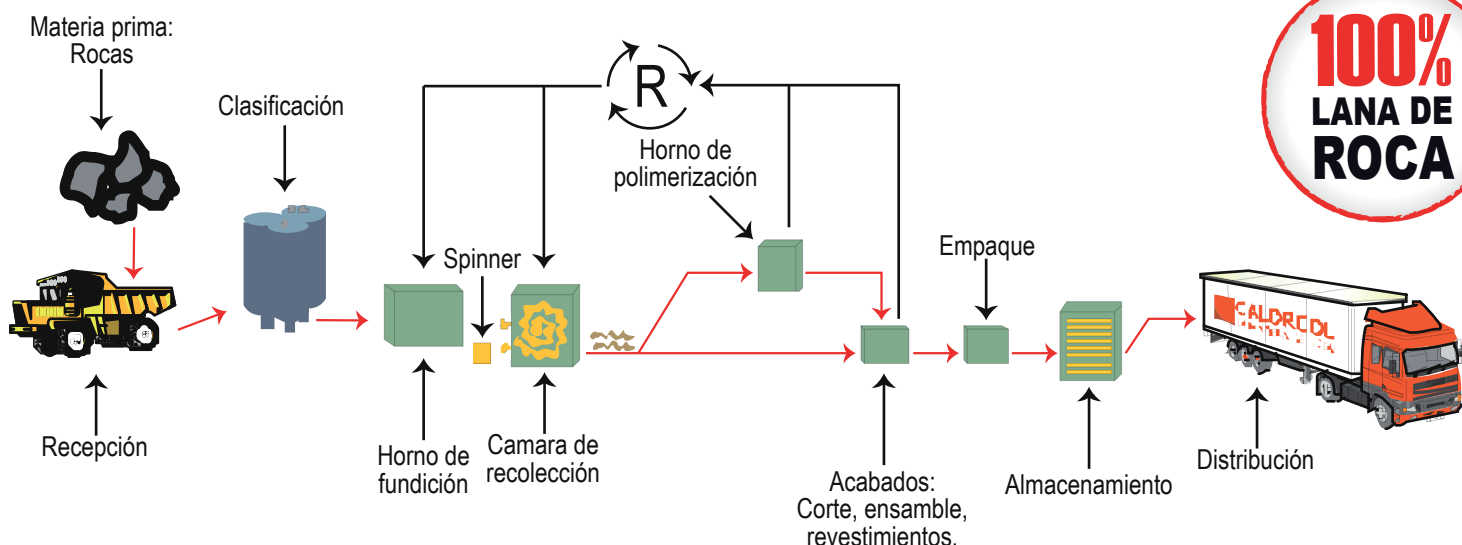 Materia prima:
Rocas
Clasificación
R
Horno de
polimerización
100%
LANA DE
ROCA
Spinner
Empaque
CALORCOL
Recepción
Horno de
fundición
Camara de
recolección
Acabados:
Corte, ensamble,
revestimientos.
Almacenamiento
Distribución